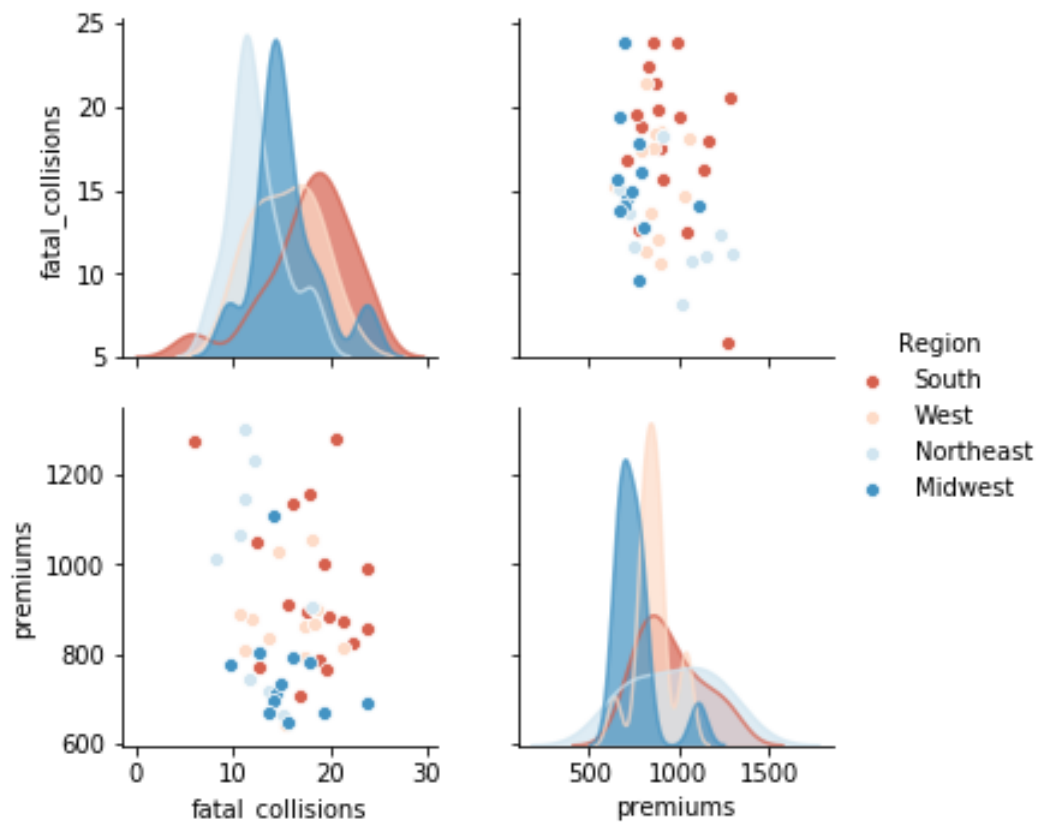 25
20
15
10
5
fatal_collisions
1200
1000
800
600
premiums
0 10 20 30
fatal_collisions
500 1000 1500
premiums
Region
South
West
Northeast
Midwest